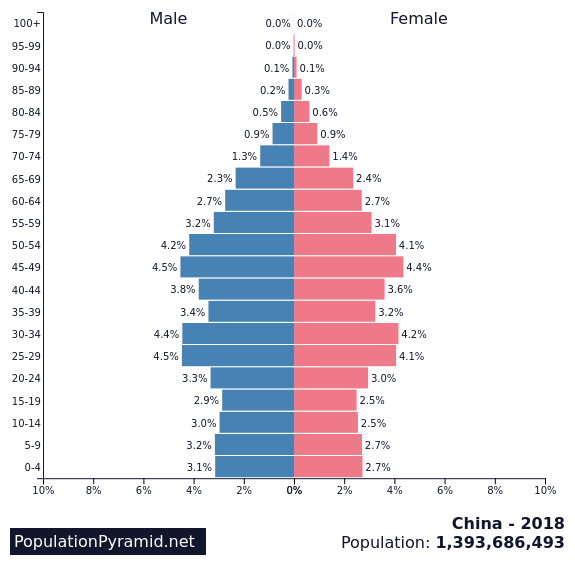 Male Female
100+ 0.0% 0.0%
95-99 0.0% 0.0%
90-94 0.1% 0.1%
85-89 0.2% 0.3%
80-84 0.5% 0.6%
75-79 0.9% 0.9%
70-74 1.3% 1.4%
65-69 2.3% 2.4%
60-64 2.7% 2.7%
55-59 3.2% 3.1%
50-54 4.2% 4.1%
45-49 4.5% 4.4%
40-44 3.8% 3.6%
35-39 3.4% 3.2%
30-34 4.4% 4.2%
25-29 4.5% 4.1%
20-24 3.3% 3.0%
15-19 2.9% 2.5%
10-14 3.0% 2.5%
5-9 3.2% 2.7%
0-4 3.1% 2.7%
10% 8% 6% 4% 2% 0% 2% 4% 6% 8% 10%
China - 2018
PopulationPyramid.net Population: 1,393,686,493